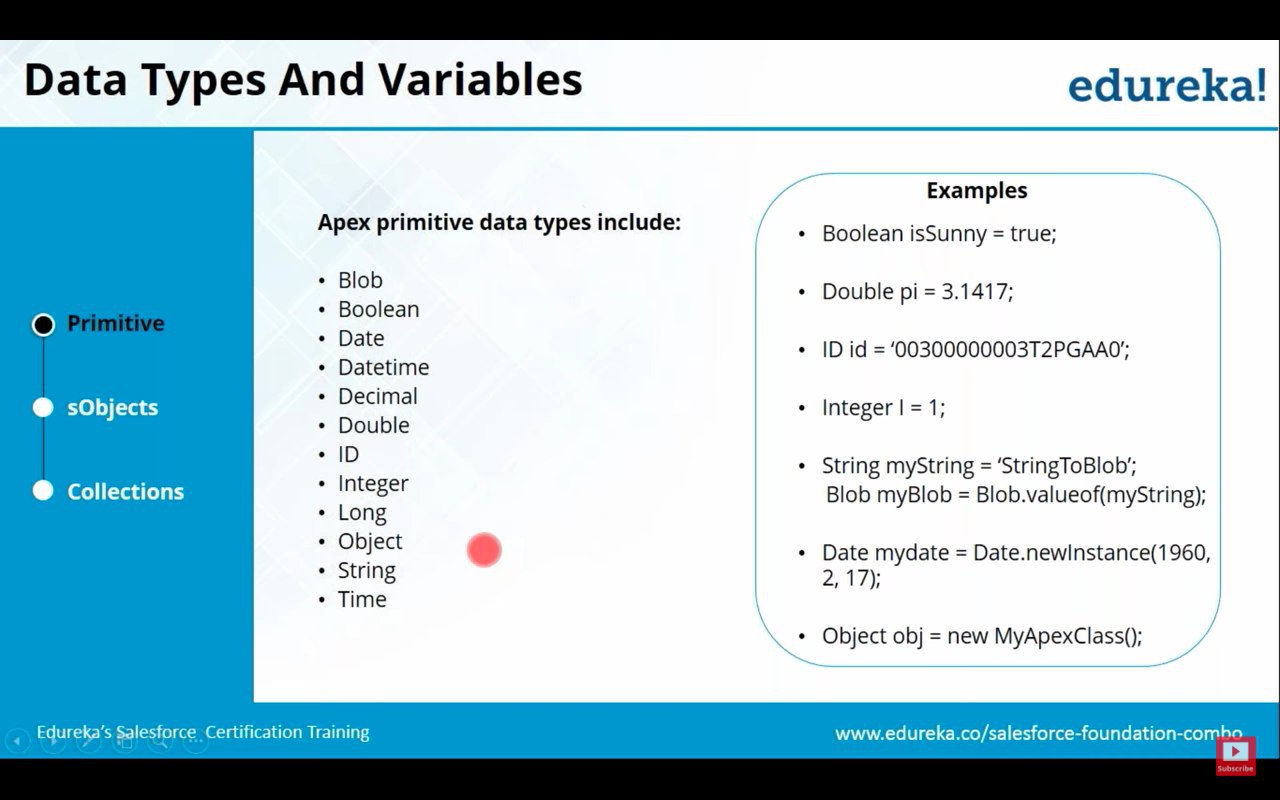 Data Types And Variables
edureka!
Primitive
sObjects
Collections
Apex primitive data types include:
• Blob
• Boolean
• Date
• Datetime
• Decimal
• Double
• ID
• Integer
• Long
• Object
• String
• Time
Examples
• Boolean isSunny = true;
• Double pi = 3.1417;
• ID id = ‘00300000003T2PGAA0’;
• Integer I = 1;
• String myString = ‘StringToBlob’;
Blob myBlob = Blob.valueof(myString);
• Date mydate = Date.newInstance(1960,
2, 17);
• Object obj = new MyApexClass();
Edureka’s Salesforce Certification Training
www.edureka.co/salesforce-foundation-combo
Subscribe